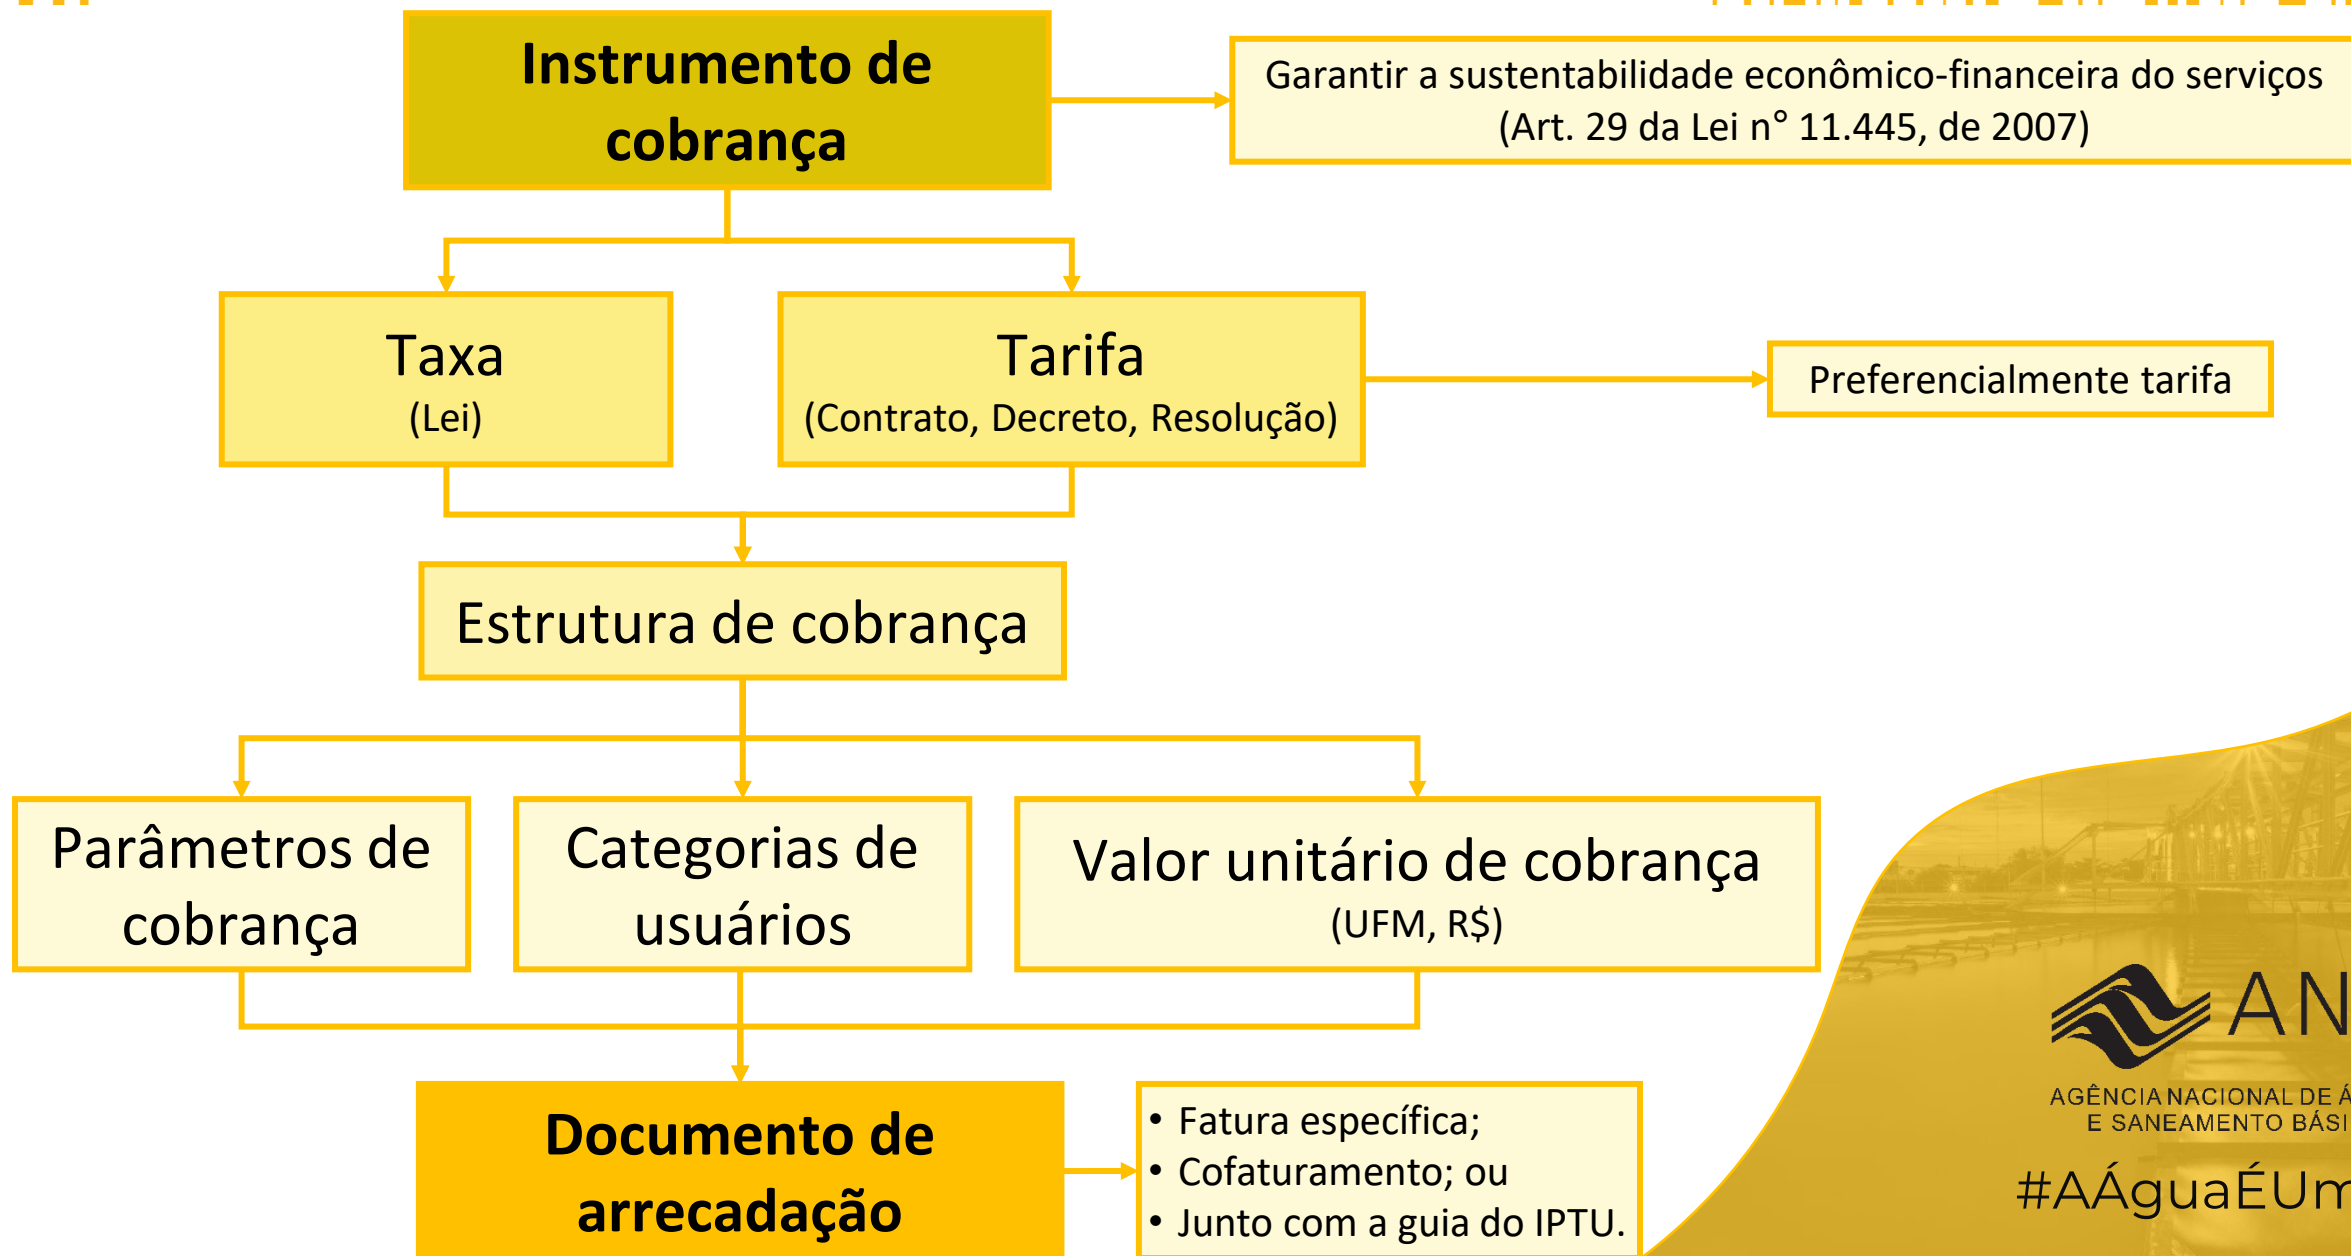 Instrumento de
cobrança
Garantir a sustentabilidade econômico-financeira do serviços
(Art. 29 da Lei n° 11.445, de 2007)
Taxa
(Lei)
Tarifa
(Contrato, Decreto, Resolução)
Preferencialmente tarifa
Estrutura de cobrança
Parâmetros de
cobrança
Categorias de
usuários
Valor unitário de cobrança
(UFM, R$)
Documento de
arrecadação
• Fatura específica;
• Cofaturamento; ou
• Junto com a guia do IPTU.
AN
AGÊNCIA NACIONAL DE Á
E SANEAMENTO BÁSI
#AÁguaÉUm